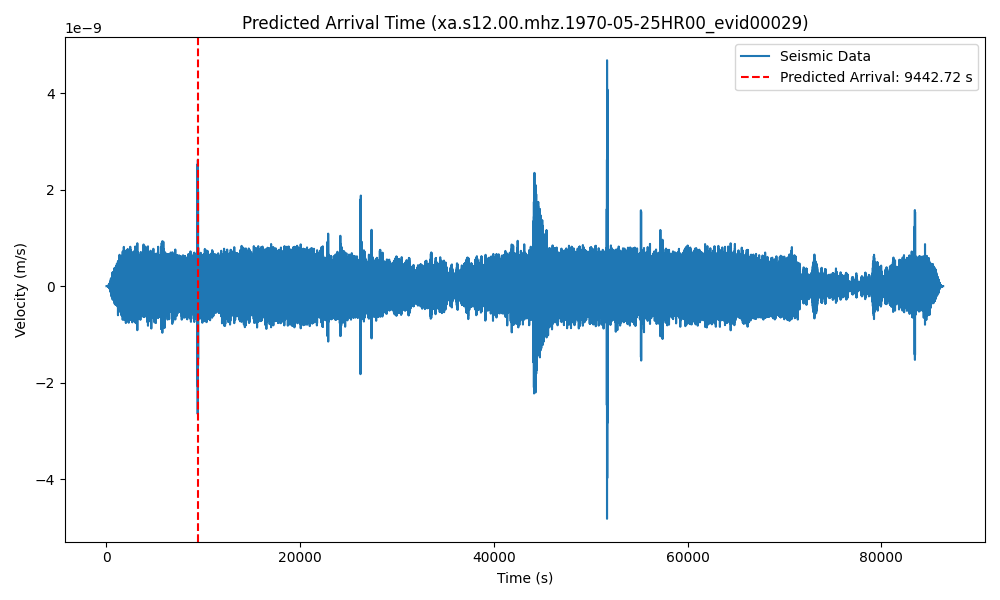 Predicted Arrival Time (xa.s12.00.mhz.1970-05-25HR00_evid00029)
1e−9
Seismic Data
Predicted Arrival: 9442.72 s
4
2
0
−2
−4
Velocity (m/s)
0 20000 40000 60000 80000
Time (s)